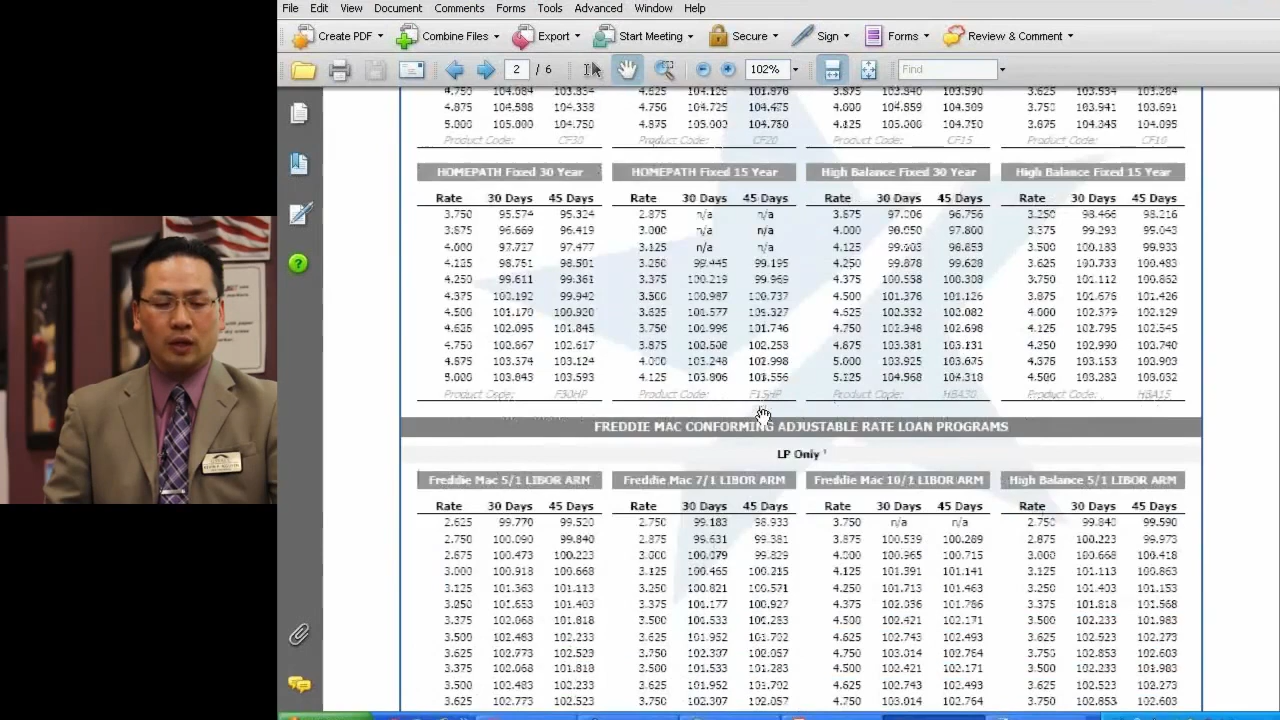 File Edit View Document Comments Forms Tools Advanced Window Help
Create PDF Combine Files Export Start Meeting Secure Sign Forms Review & Comment
2 / 6 102% Find
4.875 104.588 104.338 4.750 104.725 104.475 4.000 104.559 104.309 3.750 103.941 103.691
5.000 105.000 104.750 4.875 105.000 104.750 4.125 105.000 104.750 3.875 104.345 104.095
Product Code: CF30 Product Code: CF20 Product Code: CF15 Product Code: CF10
HOMEPATH Fixed 30 Year HOMEPATH Fixed 15 Year High Balance Fixed 30 Year High Balance Fixed 15 Year
Rate 30 Days 45 Days Rate 30 Days 45 Days Rate 30 Days 45 Days Rate 30 Days 45 Days
3.750 95.574 95.324 2.875 n/a n/a 3.875 97.006 96.756 3.250 98.466 98.216
3.875 96.669 96.419 3.000 n/a n/a 4.000 97.800 3.375 99.293 99.043
4.000 97.727 97.477 3.125 n/a n/a 4.125 3.500 100.183 99.933
98.751 98.501 3.250 99.445 99.195 4.250 99.878 99.628 3.625 100.733 100.483
4.250 99.611 99.361 3.375 100.219 99.969 4.375 100.558 100.308 3.750 101.112 100.862
4.375 100.192 99.942 3.500 100.987 100.737 4.500 101.376 101.126 3.875 101.676 101.426
4.500 101.170 100.920 3.625 101.577 101.327 4.625 102.332 102.082 4.000 102.379 102.129
4.625 102.095 101.845 3.750 101.746 4.750 102.948 102.698 4.125 102.795 102.545
4.750 102.867 102.617 3.875 102.508 102.258 4.875 103.381 103.131 4.250 102.990 102.740
4.875 103.374 103.124 4.000 103.248 102.998 5.000 103.925 103.675 4.375 103.153 102.903
5.000 103.843 103.593 4.125 103.806 103.556 5.125 104.568 104.318 4.500 103.282 103.032
Product Code: F30HP Product Code: F15HP Product Code: HBA30 Product Code: HBA15
FREDDIE MAC CONFORMING ADJUSTABLE RATE LOAN PROGRAMS
LP Only ¹
Freddie Mac 5/1 LIBOR ARM Freddie Mac 7/1 LIBOR ARM Freddie Mac 10/1 LIBOR ARM High Balance 5/1 LIBOR ARM
Rate 30 Days 45 Days Rate 30 Days 45 Days Rate 30 Days 45 Days Rate 30 Days 45 Days
2.625 99.770 99.520 2.750 99.183 98.933 3.750 n/a n/a 2.750 99.840 99.590
2.750 100.090 99.840 2.875 99.631 99.381 3.875 100.539 100.289 2.875 100.223 99.973
2.875 100.473 100.223 3.000 100.079 99.829 4.000 100.965 100.715 3.000 100.668 100.418
3.000 100.918 100.668 3.125 100.465 100.215 4.125 101.391 101.141 3.125 101.113 100.863
3.125 101.363 101.113 3.250 100.821 100.571 4.250 101.713 101.463 3.250 101.403 101.153
3.250 101.653 101.403 3.375 101.177 100.927 4.375 102.036 101.786 3.375 101.818 101.568
3.375 102.068 101.818 3.500 101.533 101.283 4.500 102.421 102.171 3.500 102.233 101.983
3.500 102.483 102.233 3.625 101.952 101.702 4.625 102.743 102.493 3.625 102.523 102.273
3.625 102.773 102.523 3.750 102.307 102.057 4.750 103.014 102.764 3.750 102.853 102.603
3.375 102.068 101.818 3.500 101.533 101.283 4.500 102.421 102.171 3.500 102.233 101.983
3.500 102.483 102.233 3.625 101.952 101.702 4.625 102.743 102.493 3.625 102.523 102.273
3.625 102.773 102.523 3.750 102.307 102.057 4.750 103.014 102.764 3.750 102.853 102.603